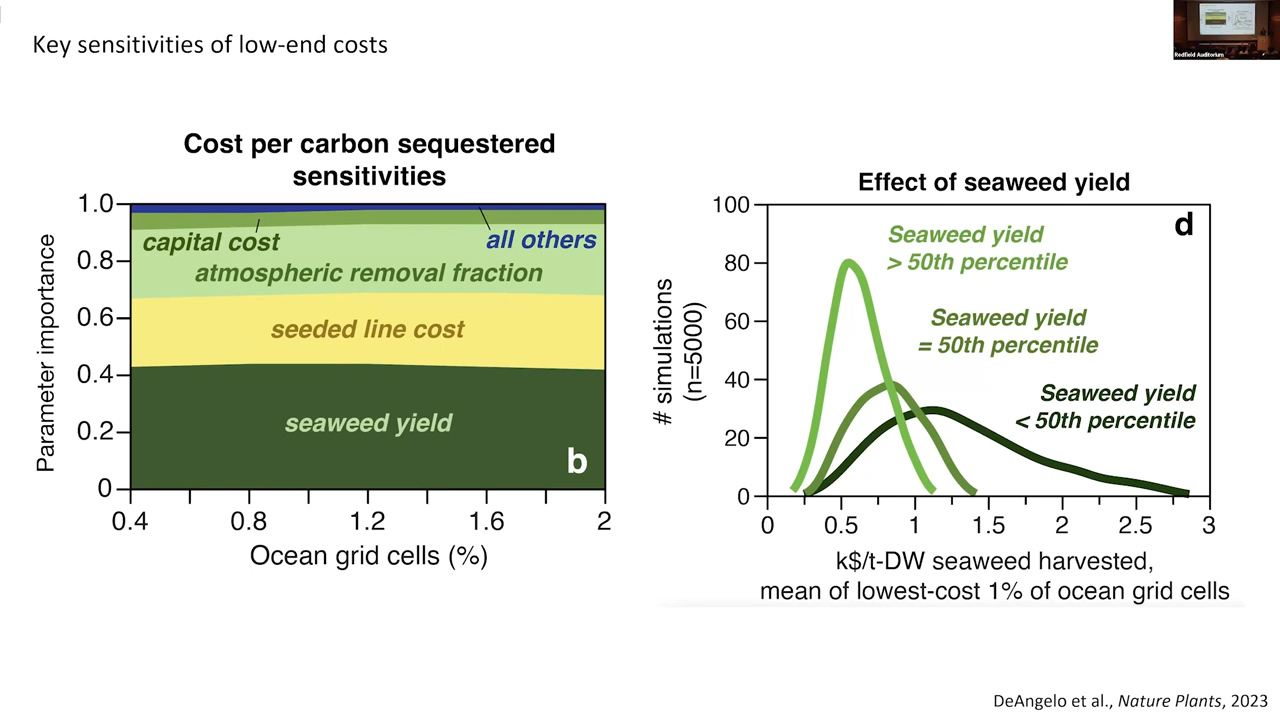 Key sensitivities of low-end costs
Redfield Auditorium
Cost per carbon sequestered
sensitivities
Parameter importance
1.0
0.8
0.6
0.4
0.2
0
capital cost
all others
atmospheric removal fraction
seeded line cost
seaweed yield
b
0.4
0.8
1.2
1.6
2
Ocean grid cells (%)
Effect of seaweed yield
# simulations
(n=5000)
100
80
60
40
20
0
d
Seaweed yield
> 50th percentile
Seaweed yield
= 50th percentile
Seaweed yield
< 50th percentile
0
0.5
1
1.5
2
2.5
3
k$/t-DW seaweed harvested,
mean of lowest-cost 1% of ocean grid cells
DeAngelo et al., Nature Plants, 2023